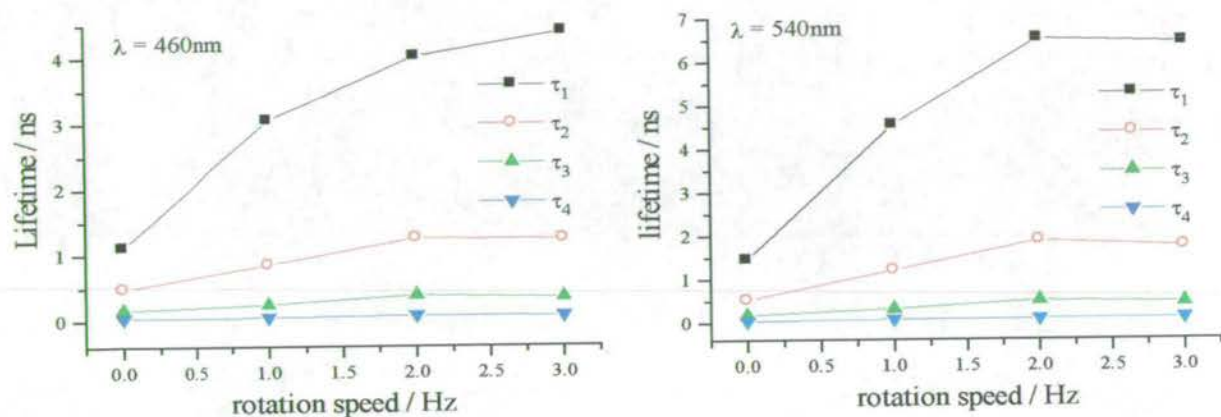 λ = 460nm
Lifetime / ns
4
3
2
1
0
τ1
τ2
τ3
τ4
0.0 0.5 1.0 1.5 2.0 2.5 3.0
rotation speed / Hz
λ = 540nm
lifetime / ns
7
6
5
4
3
2
1
0
τ1
τ2
τ3
τ4
0.0 0.5 1.0 1.5 2.0 2.5 3.0
rotation speed / Hz